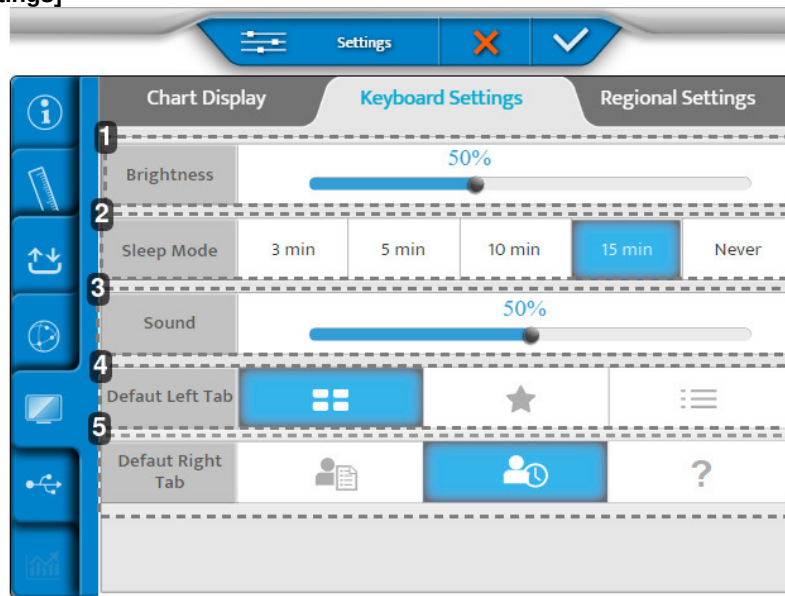 ings]
Settings
Chart Display
Keyboard Settings
Regional Settings
1
Brightness
50%
2
Sleep Mode
3 min
5 min
10 min
15 min
Never
3
Sound
50%
4
Defaut Left Tab
5
Defaut Right
Tab
?